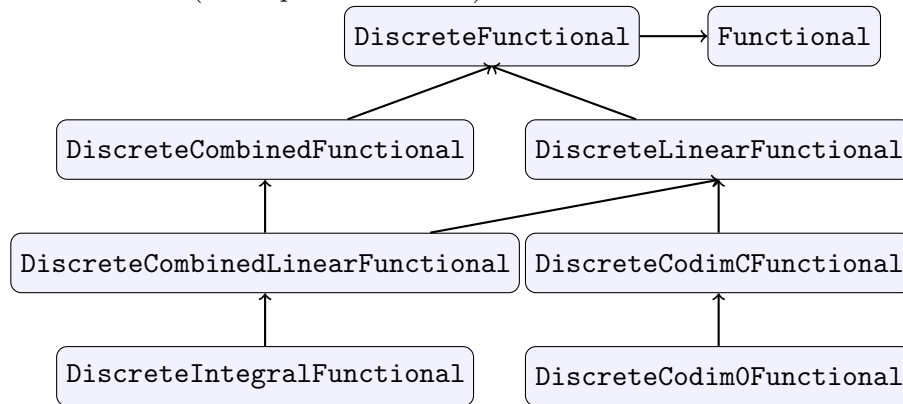 DiscreteFunctional
Functional
DiscreteCombinedFunctional
DiscreteLinearFunctional
DiscreteCombinedLinearFunctional
DiscreteCodimCFunctional
DiscreteIntegralFunctional
DiscreteCodim0Functional